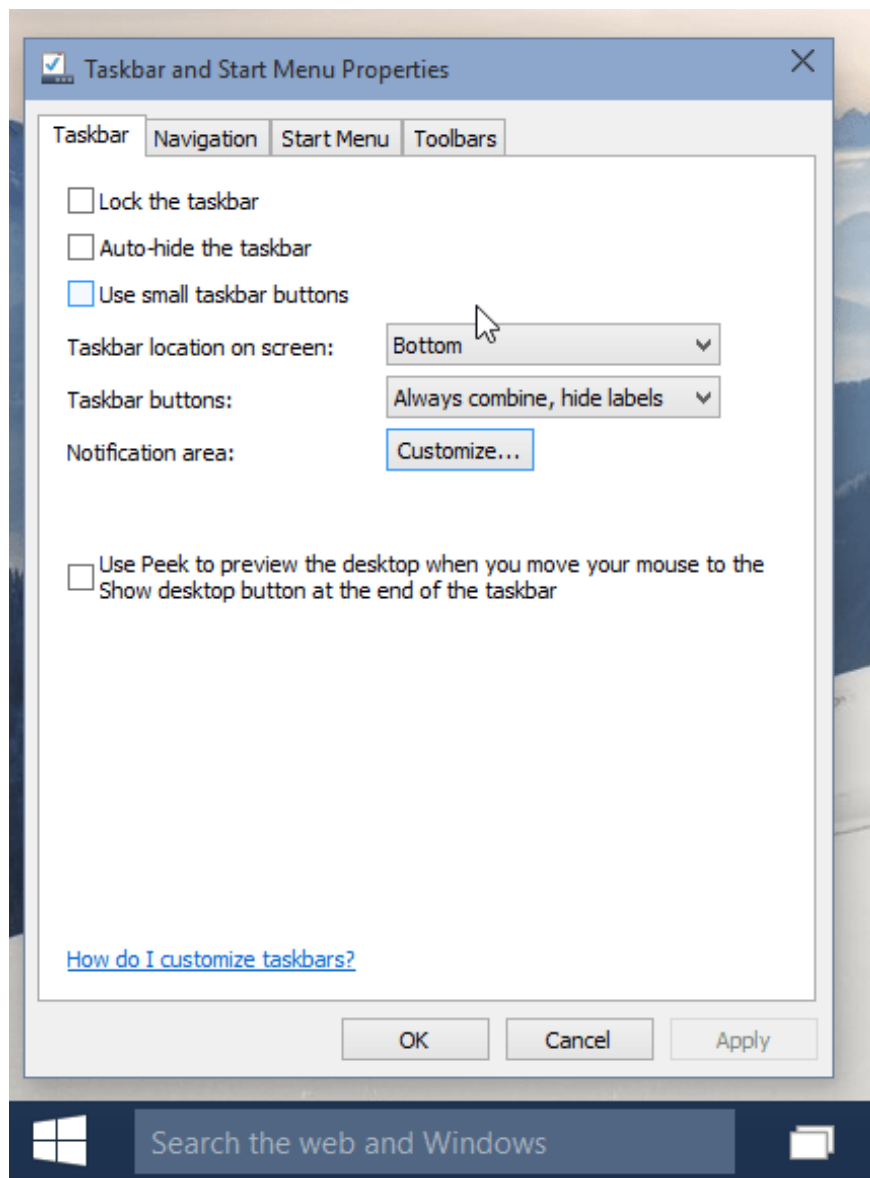 Taskbar and Start Menu Properties
Taskbar
Navigation
Start Menu
Toolbars
Lock the taskbar
Auto-hide the taskbar
Use small taskbar buttons
Taskbar location on screen:
Bottom
Taskbar buttons:
Always combine, hide labels
Notification area:
Customize...
Use Peek to preview the desktop when you move your mouse to the
Show desktop button at the end of the taskbar
How do I customize taskbars?
OK
Cancel
Apply
Search the web and Windows